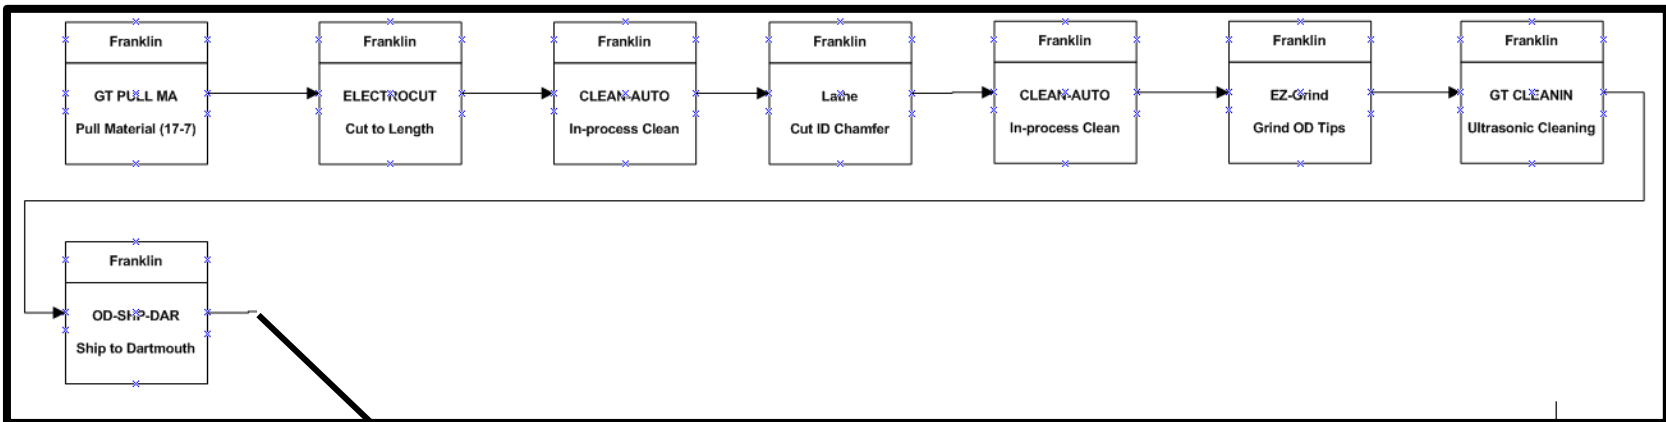 Franklin
GT PULL MA
Pull Material (17-7)
Franklin
ELECTROCUT
Cut to Length
Franklin
CLEAN-AUTO
In-process Clean
Franklin
Lathe
Cut ID Chamfer
Franklin
CLEAN-AUTO
In-process Clean
Franklin
EZ-Grind
Grind OD Tips
Franklin
GT CLEANIN
Ultrasonic Cleaning
Franklin
OD-SHP-DAR
Ship to Dartmouth